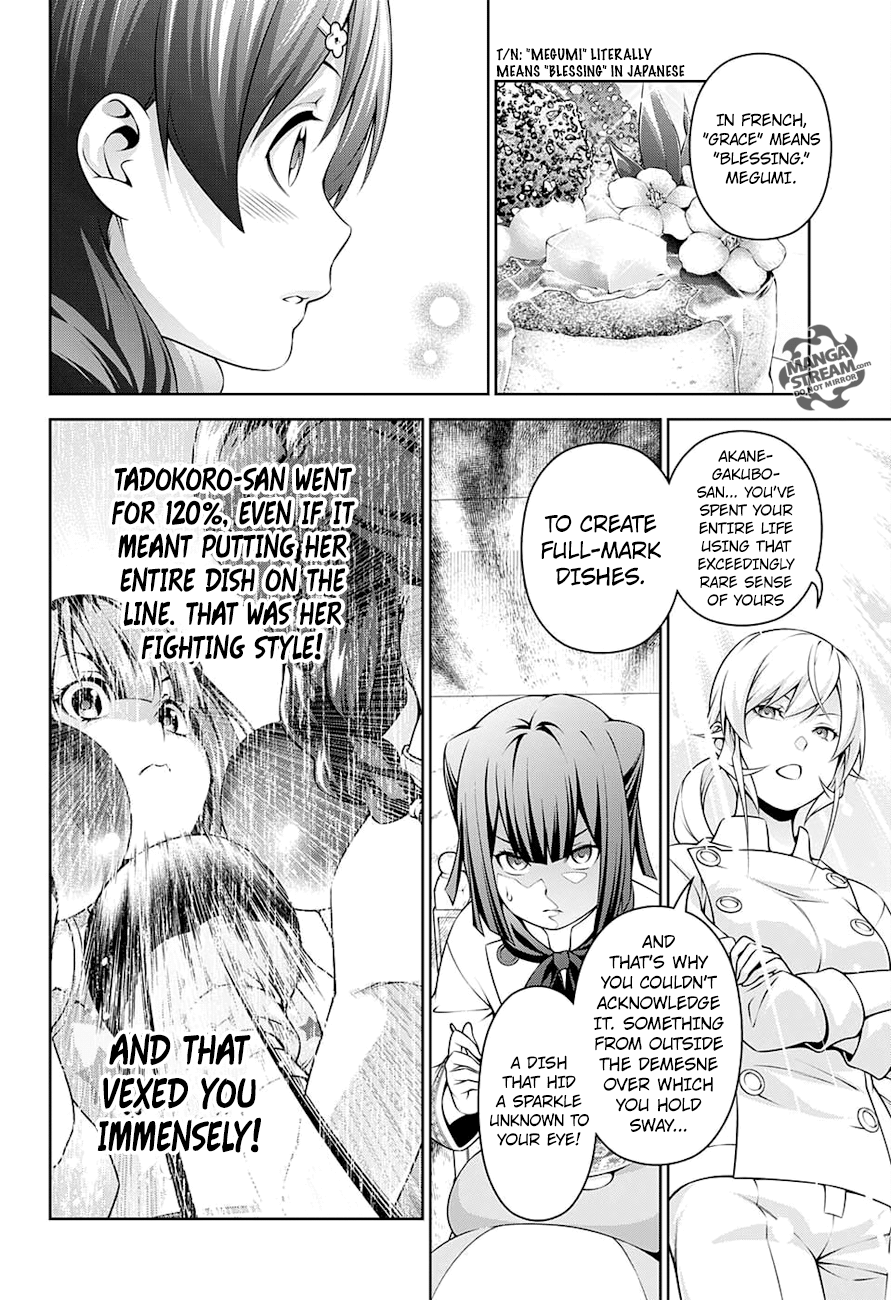 T/N: "MEGUMI" LITERALLY
MEANS "BLESSING" IN JAPANESE
IN FRENCH,
"GRACE" MEANS
"BLESSING."
MEGUMI.
MANGA
STREAM.com
DO NOT MIRROR
AKANE-
GAKUBO-
SAN... YOU'VE
SPENT YOUR
ENTIRE LIFE
USING THAT
EXCEEDINGLY
RARE SENSE
OF YOURS
TO CREATE
FULL-MARK
DISHES.
AND
THAT'S WHY
YOU COULDN'T
ACKNOWLEDGE
IT. SOMETHING
FROM OUTSIDE
THE DEMESNE
OVER WHICH
YOU HOLD
SWAY...
A DISH
THAT HID
A SPARKLE
UNKNOWN TO
YOUR EYE!
TADOKORO-SAN WENT
FOR 120%, EVEN IF IT
MEANT PUTTING HER
ENTIRE DISH ON THE
LINE. THAT WAS HER
FIGHTING STYLE!
AND THAT
VEXED YOU
IMMENSELY!